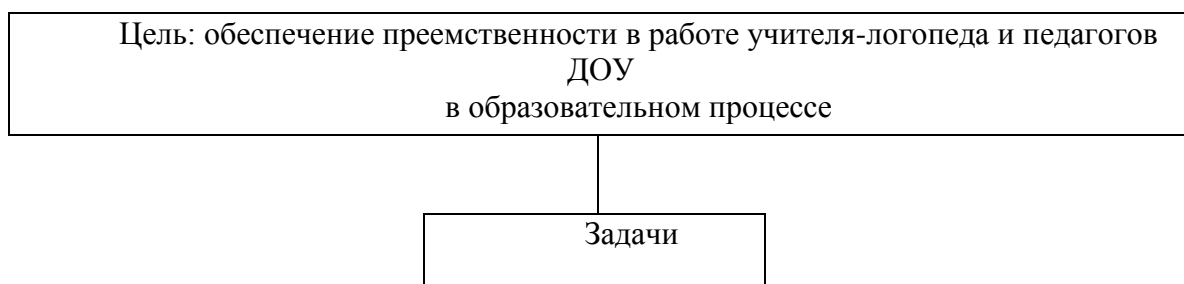 Цель: обеспечение преемственности в работе учителя-логопеда и педагогов
ДОУ
в образовательном процессе
Задачи